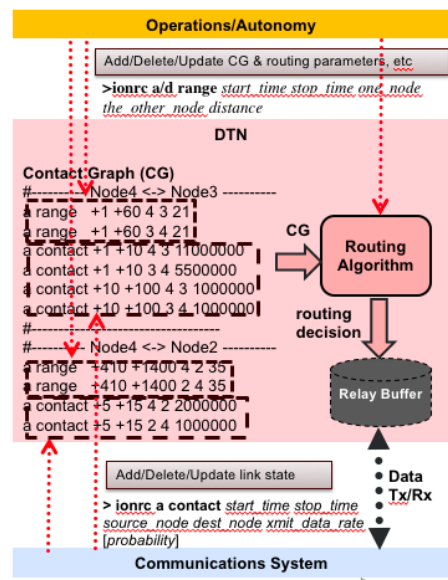 Operations/Autonomy
Add/Delete/Update CG & routing parameters, etc
>ionrc a/d range start_time stop_time one_node
the_other_node distance
DTN
Contact Graph (CG)
#----------- Node4 <-> Node3 ----------
a range +1 +60 4 3 21
a range +1 +60 3 4 21
a contact +1 +10 4 3 11000000
a contact +1 +10 3 4 5500000
a contact +10 +100 4 3 1000000
a contact +10 +100 3 4 1000000
#--------------------------------
#----------- Node4 <-> Node2 ----------
a range +410 +1400 4 2 35
a range +410 +1400 2 4 35
a contact +5 +15 4 2 2000000
a contact +5 +15 2 4 1000000
CG
Routing
Algorithm
routing
decision
Relay Buffer
Add/Delete/Update link state
> ionrc a contact start_time stop_time
source_node dest_node xmit_data_rate
[probability]
Data
Tx/Rx
Communications System